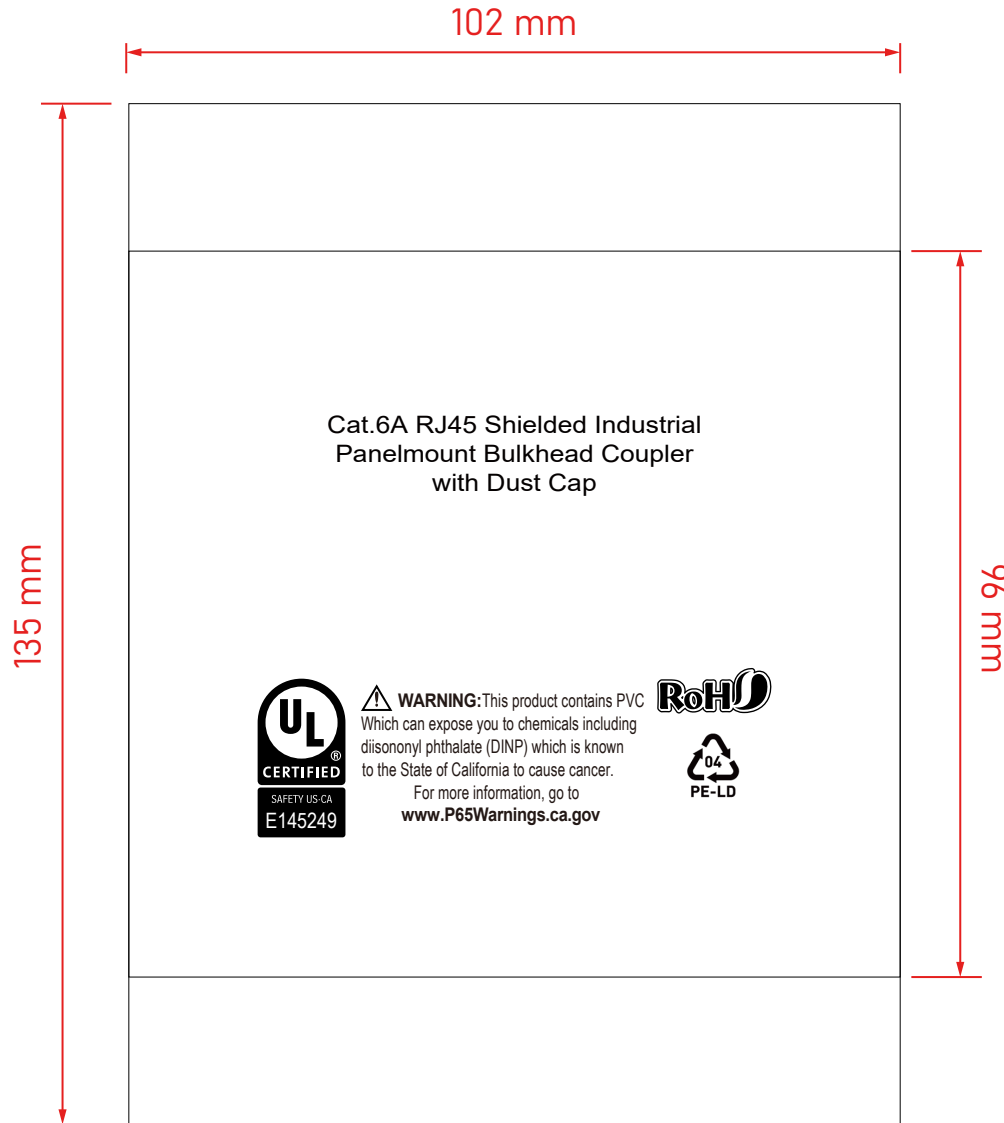 102 mm
135 mm
96 mm
Cat.6A RJ45 Shielded Industrial
Panelmount Bulkhead Coupler
with Dust Cap
UL
®
CERTIFIED
SAFETY US-CA
E145249
WARNING:This product contains PVC
Which can expose you to chemicals including
diisononyl phthalate (DINP) which is known
to the State of California to cause cancer.
For more information, go to
www.P65Warnings.ca.gov
RoHS
04
PE-LD